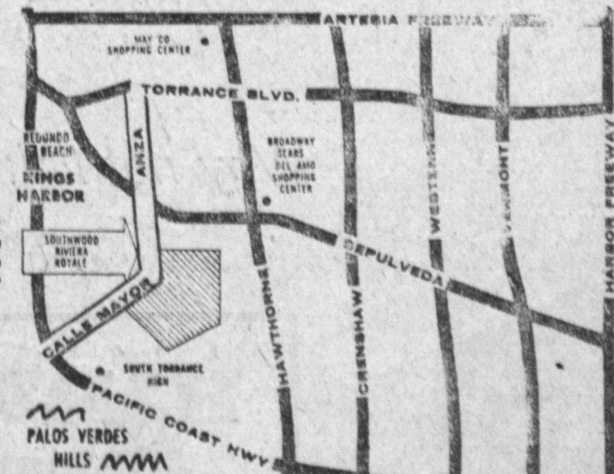 ARTESIA FREEWAY
MAY CO
SHOPPING CENTER
TORRANCE BLVD.
REDONDO
BEACH
KINGS
HARBOR
ANZA
BROADWAY
SEARS
DEL AMO
SHOPPING
CENTER
WESTERN
VERMONT
HARBOR FREEWAY
SOUTHWOOD
RIVIERA
ROYALE
SEPULVEDA
HAWTHORNE
CRENSHAW
CALLE MAYOR
SOUTH TORRANCE
HIGH
PACIFIC COAST HWY
PALOS VERDES
HILLS